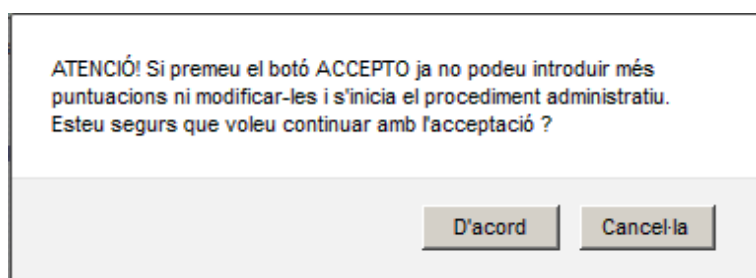 ATENCIÓ! Si premeu el botó ACCEPTO ja no podeu introduir més
puntuacions ni modificar-les i s'inicia el procediment administratiu.
Esteu segurs que voleu continuar amb l'acceptació ?
D'acord
Cancel·la